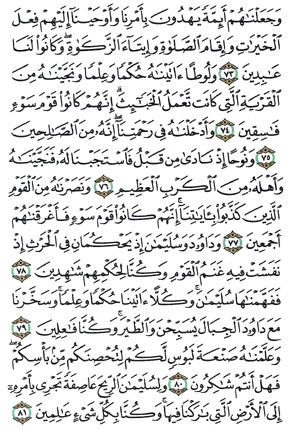 وَجَعَلْنَٰهُمْ أَئِمَّةً يَهْدُونَ بِأَمْرِنَا وَأَوْحَيْنَآ إِلَيْهِمْ فِعْلَ
ٱلْخَيْرَٰتِ وَإِقَامَ ٱلصَّلَوٰةِ وَإِيتَآءَ ٱلزَّكَوٰةِ ۖ وَكَانُوا۟ لَنَا
عَٰبِدِينَ ٧٣ وَلُوطًا ءَاتَيْنَٰهُ حُكْمًا وَعِلْمًا وَنَجَّيْنَٰهُ مِنَ
ٱلْقَرْيَةِ ٱلَّتِى كَانَت تَّعْمَلُ ٱلْخَبَٰٓئِثَ ۗ إِنَّهُمْ كَانُوا۟ قَوْمَ سَوْءٍ
فَٰسِقِينَ ٧٤ وَأَدْخَلْنَٰهُ فِى رَحْمَتِنَآ ۖ إِنَّهُۥ مِنَ ٱلصَّٰلِحِينَ
٧٥ وَنُوحًا إِذْ نَادَىٰ مِن قَبْلُ فَٱسْتَجَبْنَا لَهُۥ فَنَجَّيْنَٰهُ
وَأَهْلَهُۥ مِنَ ٱلْكَرْبِ ٱلْعَظِيمِ ٧٦ وَنَصَرْنَٰهُ مِنَ ٱلْقَوْمِ
ٱلَّذِينَ كَذَّبُوا۟ بِـَٔايَٰتِنَآ ۚ إِنَّهُمْ كَانُوا۟ قَوْمَ سَوْءٍ فَأَغْرَقْنَٰهُمْ
أَجْمَعِينَ ٧٧ وَدَاوُۥدَ وَسُلَيْمَٰنَ إِذْ يَحْكُمَانِ فِى ٱلْحَرْثِ إِذْ
نَفَشَتْ فِيهِ غَنَمُ ٱلْقَوْمِ وَكُنَّا لِحُكْمِهِمْ شَٰهِدِينَ ٧٨
فَفَهَّمْنَٰهَا سُلَيْمَٰنَ ۚ وَكُلًّا ءَاتَيْنَا حُكْمًا وَعِلْمًا ۚ وَسَخَّرْنَا
مَعَ دَاوُۥدَ ٱلْجِبَالَ يُسَبِّحْنَ وَٱلطَّيْرَ ۚ وَكُنَّا فَٰعِلِينَ ٧٩
وَعَلَّمْنَٰهُ صَنْعَةَ لَبُوسٍ لَّكُمْ لِتُحْصِنَكُم مِّنۢ بَأْسِكُمْ ۖ
فَهَلْ أَنتُمْ شَٰكِرُونَ ٨٠ وَلِسُلَيْمَٰنَ ٱلرِّيحَ عَاصِفَةً تَجْرِى بِأَمْرِهِۦٓ
إِلَى ٱلْأَرْضِ ٱلَّتِى بَٰرَكْنَا فِيهَا ۚ وَكُنَّا بِكُلِّ شَىْءٍ عَٰلِمِينَ ٨١